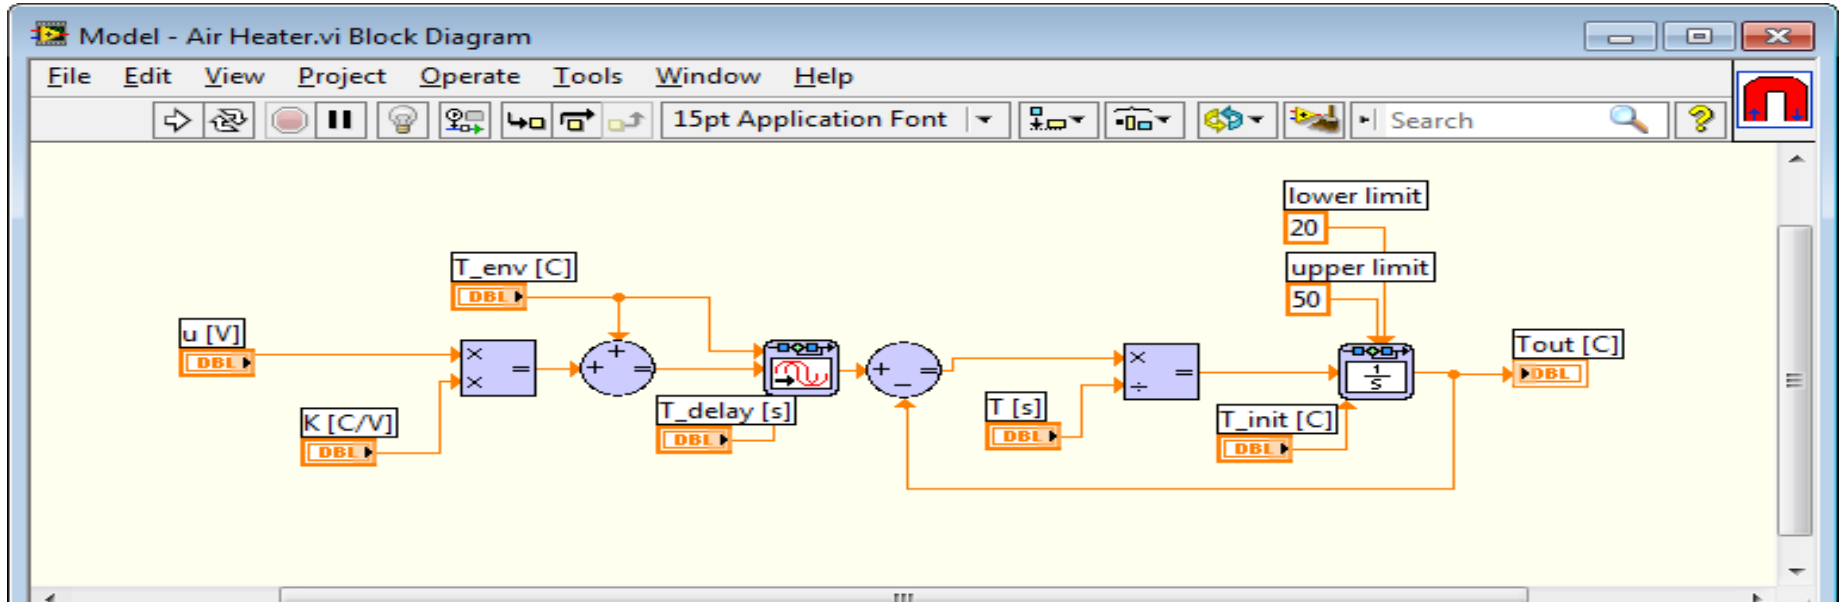 Model - Air Heater.vi Block Diagram
File Edit View Project Operate Tools Window Help
15pt Application Font Search
lower limit
20
T_env [C]
DBL
upper limit
50
u [V]
DBL
Tout [C]
DBL
K [C/V]
DBL
T_delay [s]
DBL
T [s]
DBL
T_init [C]
DBL
× × =
+ + =
+ − =
× ÷ =
1
s